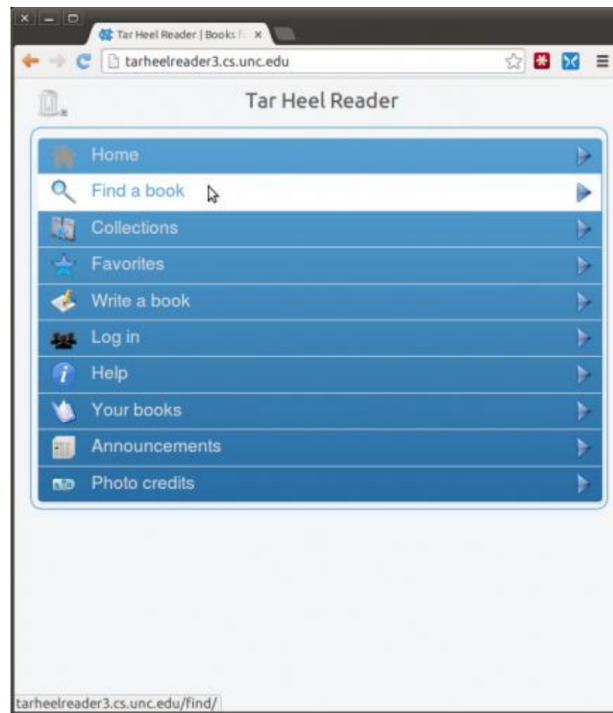 Tar Heel Reader | Books f
tarheelreader3.cs.unc.edu
Tar Heel Reader
Home
Find a book
Collections
Favorites
Write a book
Log in
Help
Your books
Announcements
Photo credits
tarheelreader3.cs.unc.edu/find/